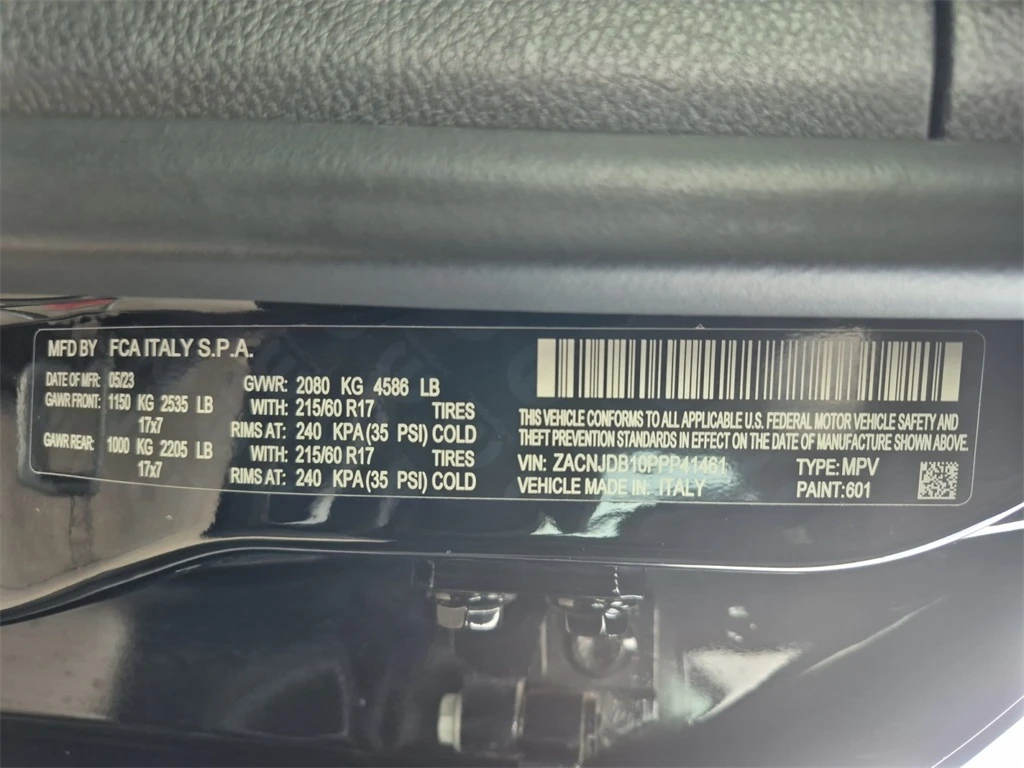 MFD BY FCA ITALY S.P.A.
DATE OF MFR: 05/23 GVWR: 2080 KG 4586 LB
GAWR FRONT: 1150 KG 2535 LB WITH: 215/60 R17 TIRES
17x7 RIMS AT: 240 KPA (35 PSI) COLD
GAWR REAR: 1000 KG 2205 LB WITH: 215/60 R17 TIRES
17x7 RIMS AT: 240 KPA (35 PSI) COLD
THIS VEHICLE CONFORMS TO ALL APPLICABLE U.S. FEDERAL MOTOR VEHICLE SAFETY AND
THEFT PREVENTION STANDARDS IN EFFECT ON THE DATE OF MANUFACTURE SHOWN ABOVE.
VIN: ZACNJDB10PPP41461 TYPE: MPV
VEHICLE MADE IN: ITALY PAINT: 601